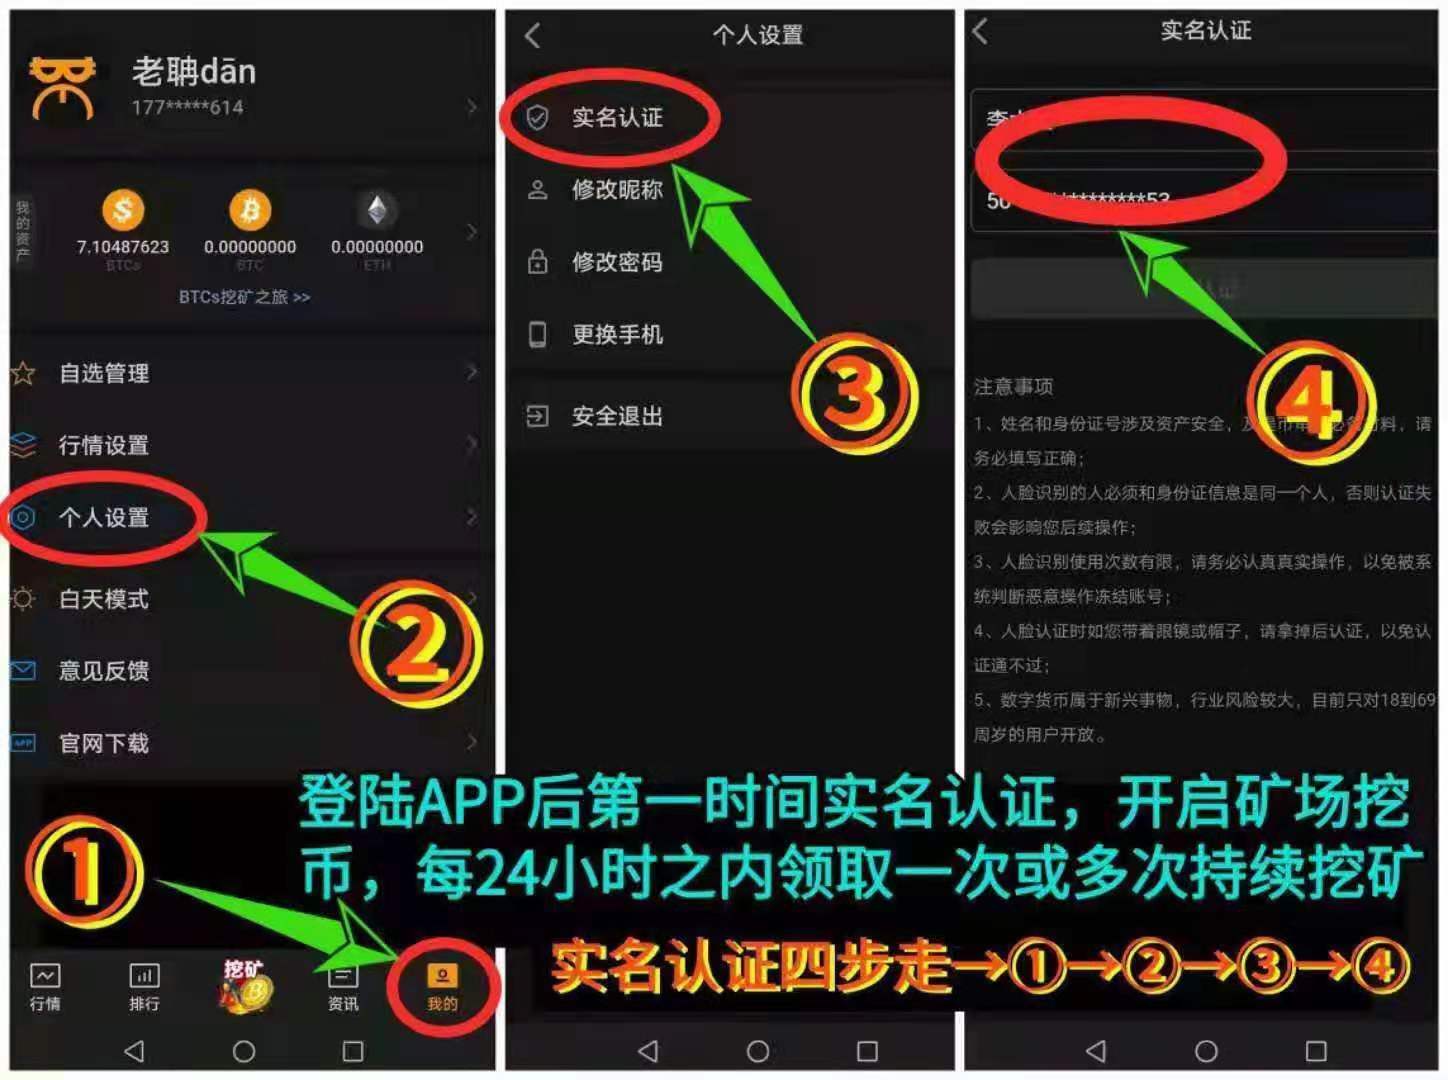 老聃dān
177*****614
我的资产
7.10487623
BTCs
0.00000000
BTC
0.00000000
ETH
BTCs挖矿之旅 >>
自选管理
行情设置
个人设置
白天模式
意见反馈
官网下载
APP
行情
排行
挖矿
资讯
我的
①
②
个人设置
实名认证
修改昵称
修改密码
更换手机
安全退出
③
实名认证
李
50
********53
认证
④
注意事项
1、姓名和身份证号涉及资产安全，及提币审 必备材料，请
务必填写正确；
2、人脸识别的人必须和身份证信息是同一个人，否则认证失
败会影响您后续操作；
3、人脸识别使用次数有限，请务必认真真实操作，以免被系
统判断恶意操作冻结账号；
4、人脸认证时如您带着眼镜或帽子，请拿掉后认证，以免认
证通不过；
5、数字货币属于新兴事物，行业风险较大，目前只对18到69
周岁的用户开放。
登陆APP后第一时间实名认证，开启矿场挖
币，每24小时之内领取一次或多次持续挖矿
实名认证四步走→①→②→③→④